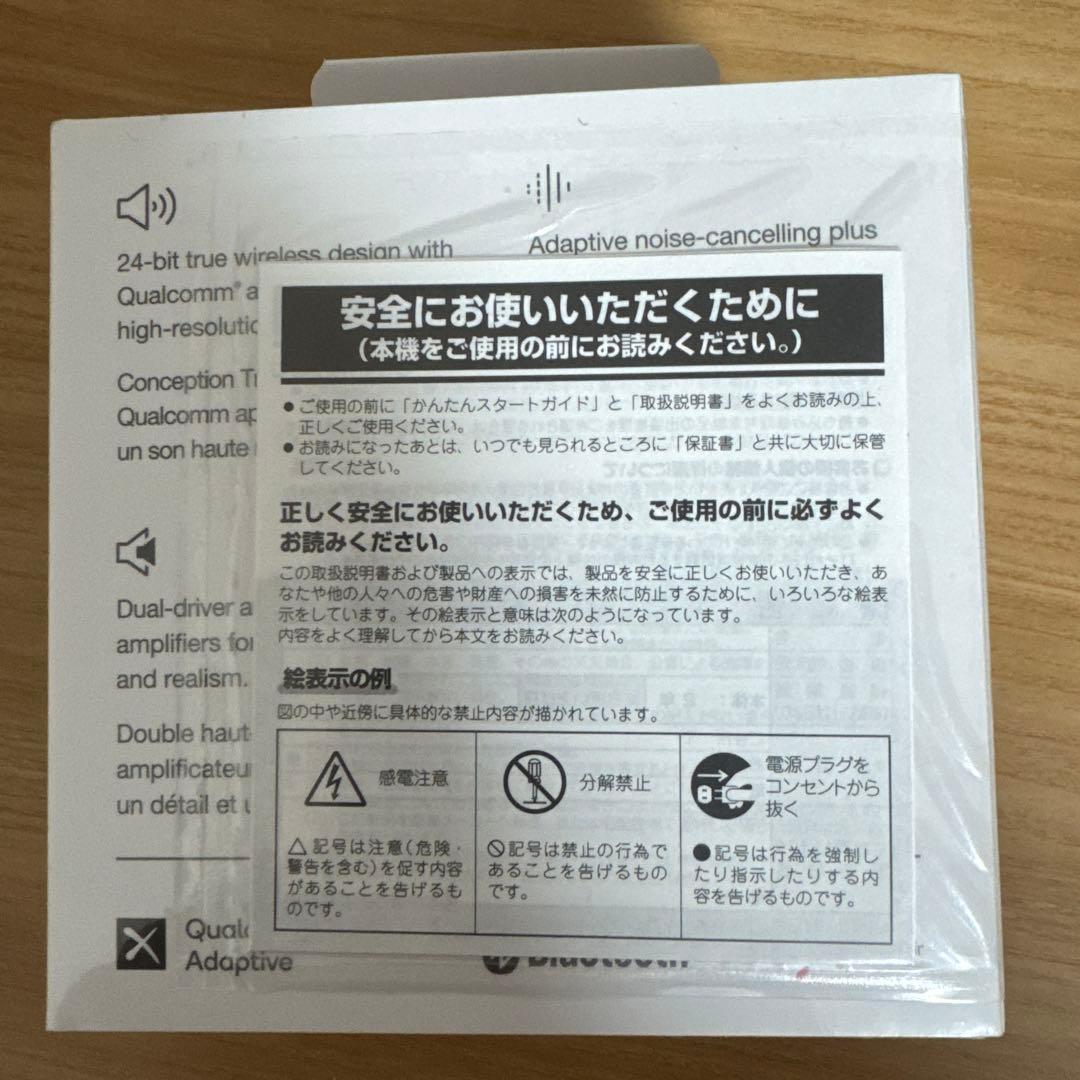 24-bit true wireless design with
Qualcomm® a
high-resolutio
Adaptive noise-cancelling plus
Conception T
Qualcomm ap
un son haute
Dual-driver a
amplifiers for
and realism.
Double haut
amplificateu
un détail et u
Qualc
Adaptive
Bluetooth
安全にお使いいただくために
(本機をご使用の前にお読みください。)
●ご使用の前に「かんたんスタートガイド」と「取扱説明書」をよくお読みの上、
正しくご使用ください。
●お読みになったあとは、いつでも見られるところに「保証書」と共に大切に保管
してください。
正しく安全にお使いいただくため、ご使用の前に必ずよく
お読みください。
この取扱説明書および製品への表示では、製品を安全に正しくお使いいただき、あ
なたや他の人々への危害や財産への損害を未然に防止するために、いろいろな絵表
示をしています。その絵表示と意味は次のようになっています。
内容をよく理解してから本文をお読みください。
絵表示の例
図の中や近傍に具体的な禁止内容が描かれています。
感電注意
△記号は注意(危険・
警告を含む)を促す内容
があることを告げるも
のです。
分解禁止
🚫記号は禁止の行為で
あることを告げるもの
です。
電源プラグを
コンセントから
抜く
●記号は行為を強制し
たり指示したりする内
容を告げるものです。